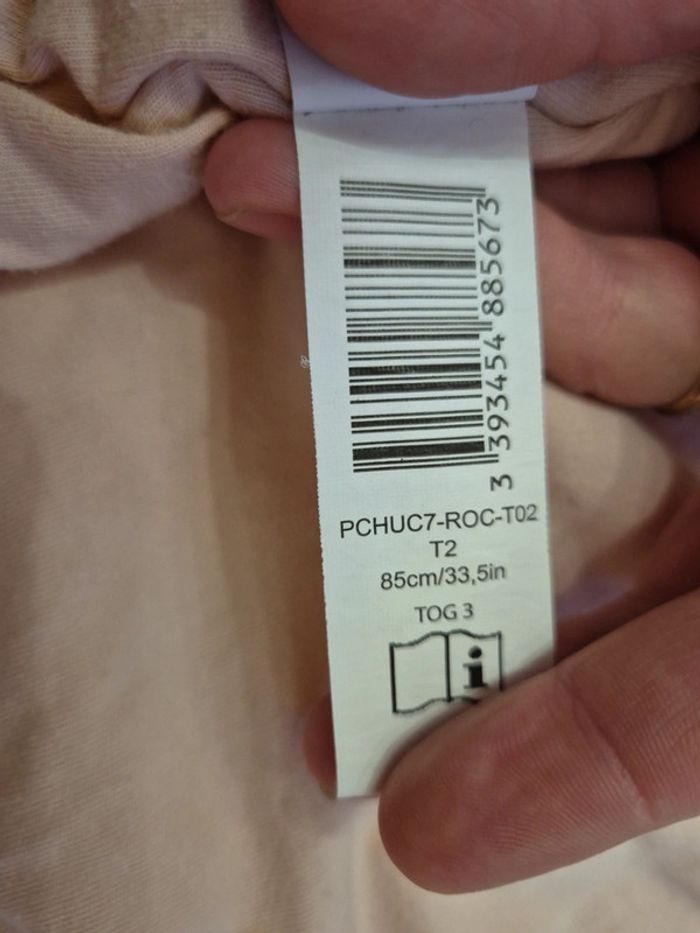 3 393454 885673
PCHUC7-ROC-T02
T2
85cm/33,5in
TOG 3
i